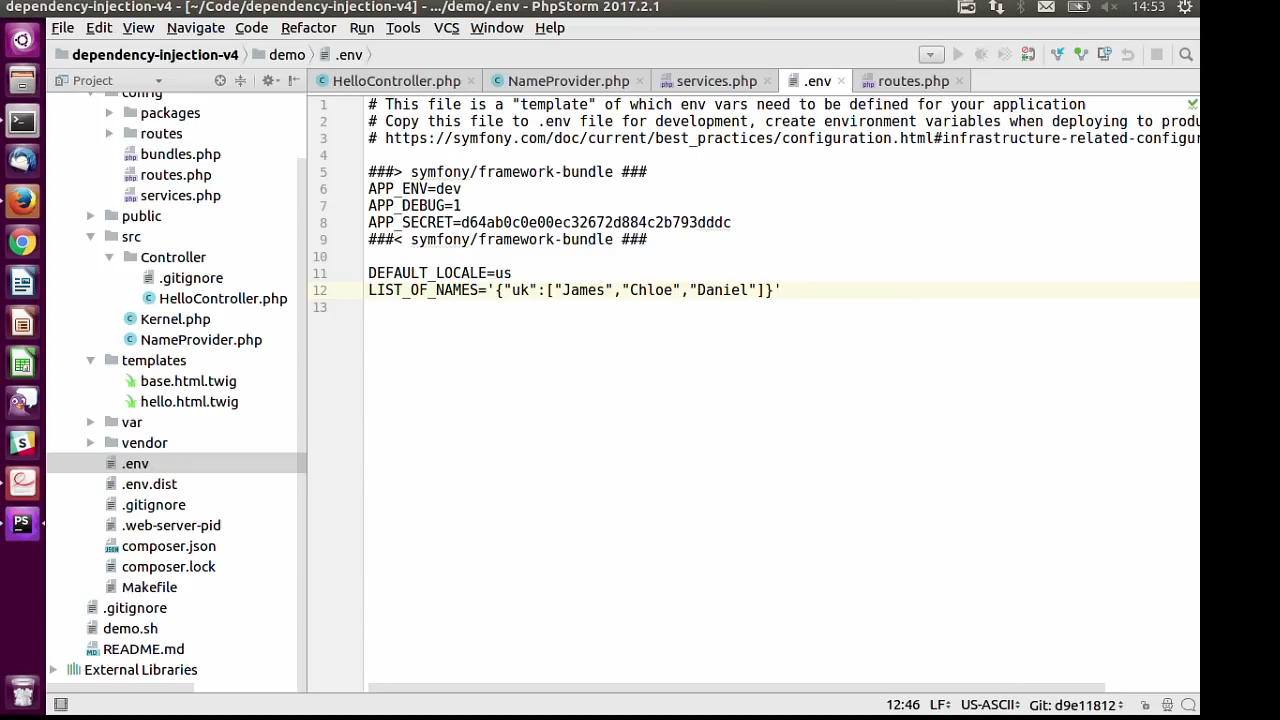 dependency-injection-v4 - [~/Code/dependency-injection-v4] - .../demo/.env - PhpStorm 2017.2.1
14:53
File Edit View Navigate Code Refactor Run Tools VCS Window Help
dependency-injection-v4 demo .env
Project
HelloController.php NameProvider.php services.php .env routes.php
config
packages
routes
bundles.php
routes.php
services.php
public
src
Controller
.gitignore
HelloController.php
Kernel.php
NameProvider.php
templates
base.html.twig
hello.html.twig
var
vendor
.env
.env.dist
.gitignore
.web-server-pid
composer.json
composer.lock
Makefile
.gitignore
demo.sh
README.md
External Libraries
1 # This file is a "template" of which env vars need to be defined for your application
2 # Copy this file to .env file for development, create environment variables when deploying to produ
3 # https://symfony.com/doc/current/best_practices/configuration.html#infrastructure-related-configur
4
5 ###> symfony/framework-bundle ###
6 APP_ENV=dev
7 APP_DEBUG=1
8 APP_SECRET=d64ab0c0e00ec32672d884c2b793dddc
9 ###< symfony/framework-bundle ###
10
11 DEFAULT_LOCALE=us
12 LIST_OF_NAMES='{"uk":["James","Chloe","Daniel"]}'
13
12:46 LF÷ US-ASCII÷ Git: d9e11812÷